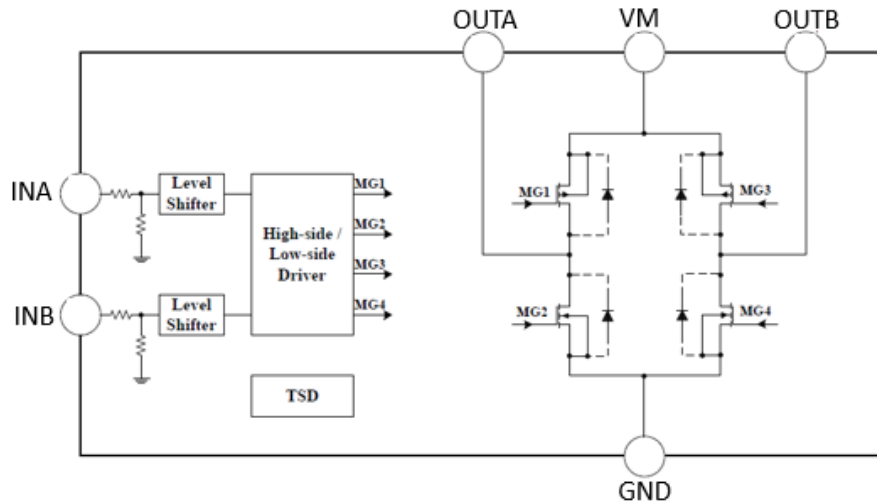 OUTA
VM
OUTB
INA
Level
Shifter
MG1
MG2
MG3
MG4
High-side /
Low-side
Driver
INB
Level
Shifter
TSD
MG1
MG3
MG2
MG4
GND